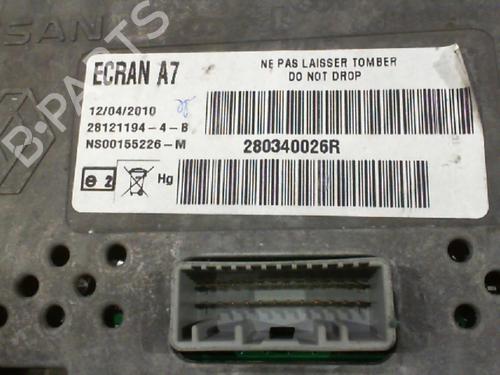 SAN
ECRAN A7
NE PAS LAISSER TOMBER
DO NOT DROP
12/04/2010
28121194-4-B
NS00155226-M
280340026R
2
Hg
B-PARTS